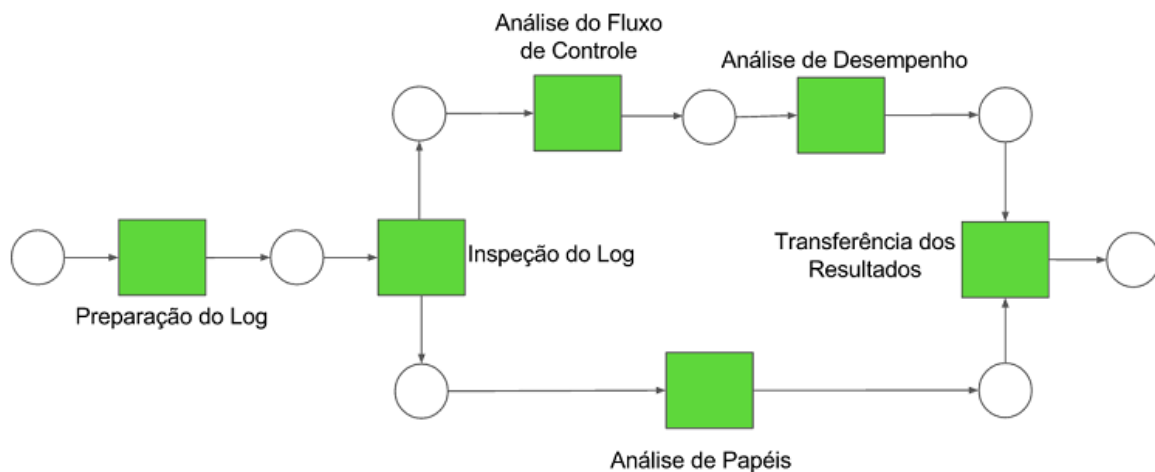 Análise do Fluxo
de Controle
Análise de Desempenho
Inspeção do Log
Transferência dos
Resultados
Preparação do Log
Análise de Papéis